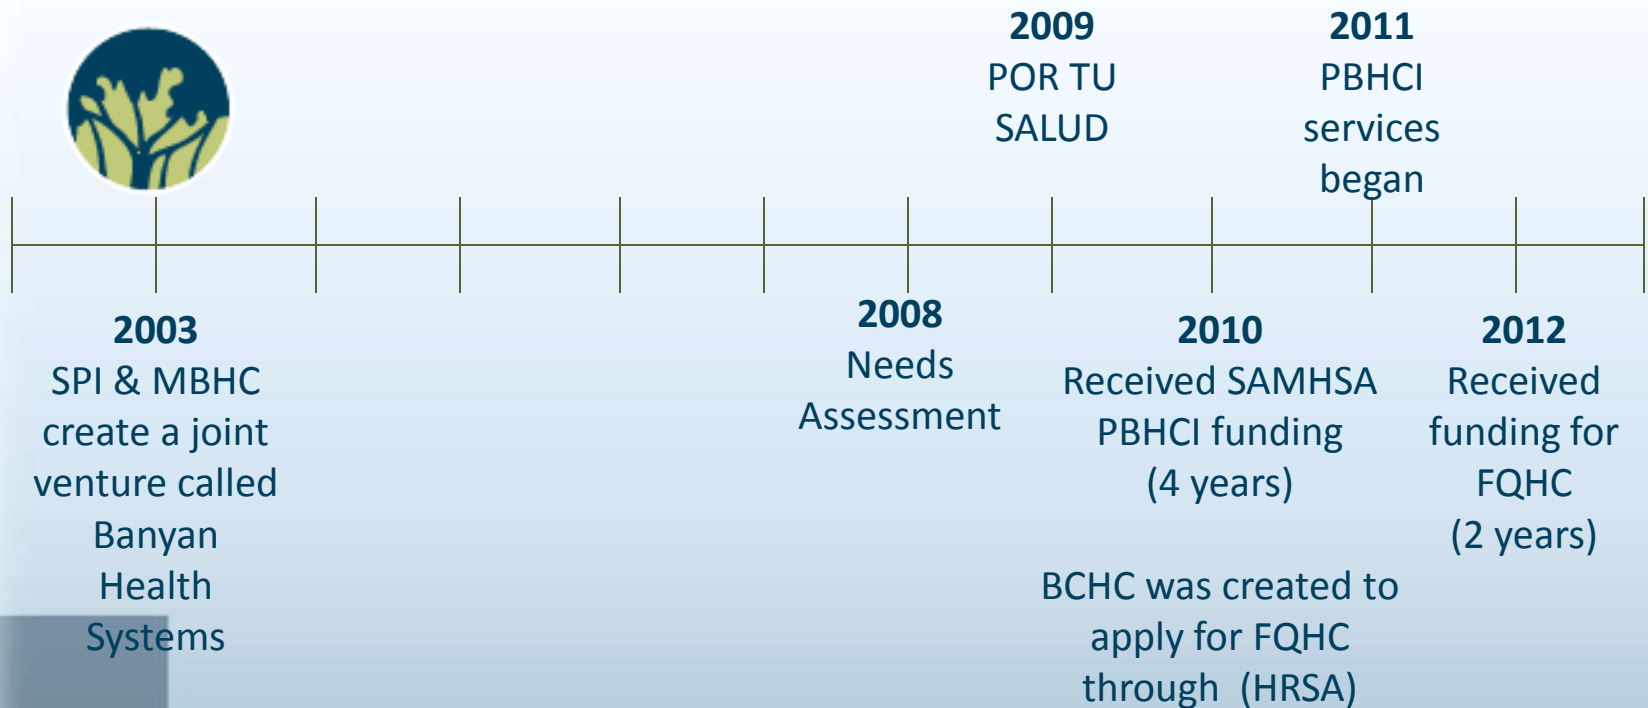 2009
POR TU
SALUD
2011
PBHCI
services
began
2003
SPI & MBHC
create a joint
venture called
Banyan
Health
Systems
2008
Needs
Assessment
2010
Received SAMHSA
PBHCI funding
(4 years)
BCHC was created to
apply for FQHC
through  (HRSA)
2012
Received
funding for
FQHC
(2 years)